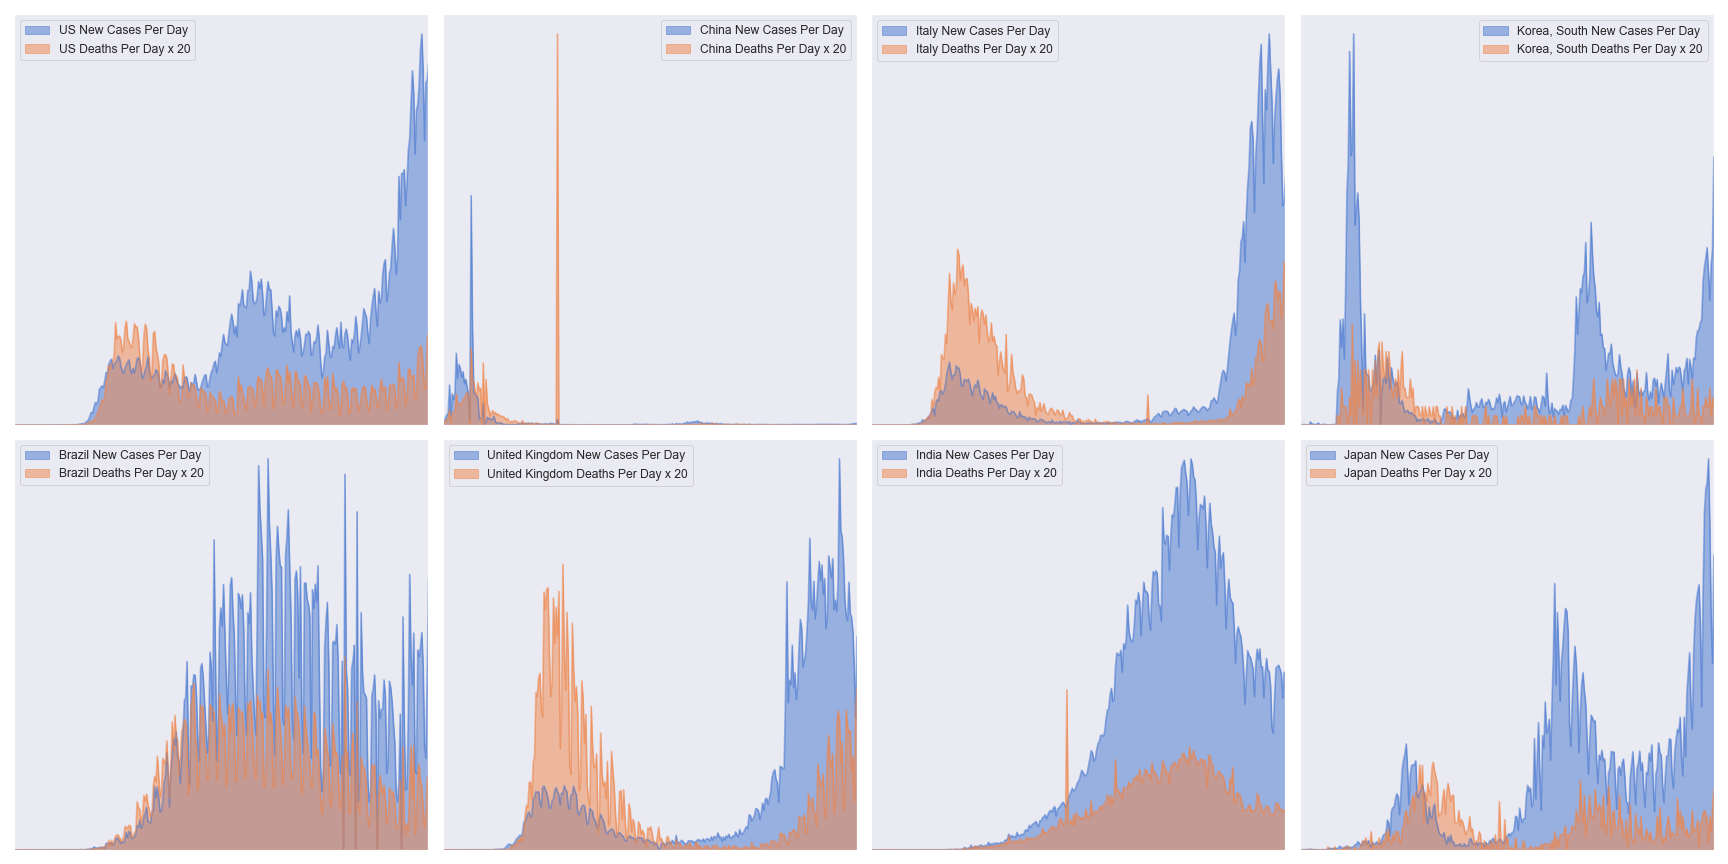 US New Cases Per Day
US Deaths Per Day x 20
China New Cases Per Day
China Deaths Per Day x 20
Italy New Cases Per Day
Italy Deaths Per Day x 20
Korea, South New Cases Per Day
Korea, South Deaths Per Day x 20
Brazil New Cases Per Day
Brazil Deaths Per Day x 20
United Kingdom New Cases Per Day
United Kingdom Deaths Per Day x 20
India New Cases Per Day
India Deaths Per Day x 20
Japan New Cases Per Day
Japan Deaths Per Day x 20